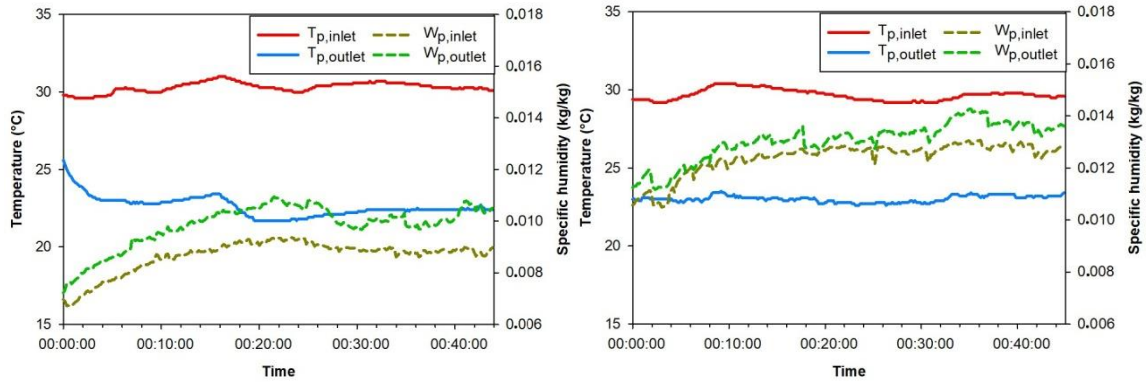 35
30
25
20
15
Temperature (°C)
Tp,inlet
Wp,inlet
Tp,outlet
Wp,outlet
0.018
0.016
0.014
0.012
0.010
0.008
0.006
Specific humidity (kg/kg)
00:00:00
00:10:00
00:20:00
00:30:00
00:40:00
Time
35
30
25
20
15
Temperature (°C)
Tp,inlet
Wp,inlet
Tp,outlet
Wp,outlet
0.018
0.016
0.014
0.012
0.010
0.008
0.006
Specific humidity (kg/kg)
00:00:00
00:10:00
00:20:00
00:30:00
00:40:00
Time